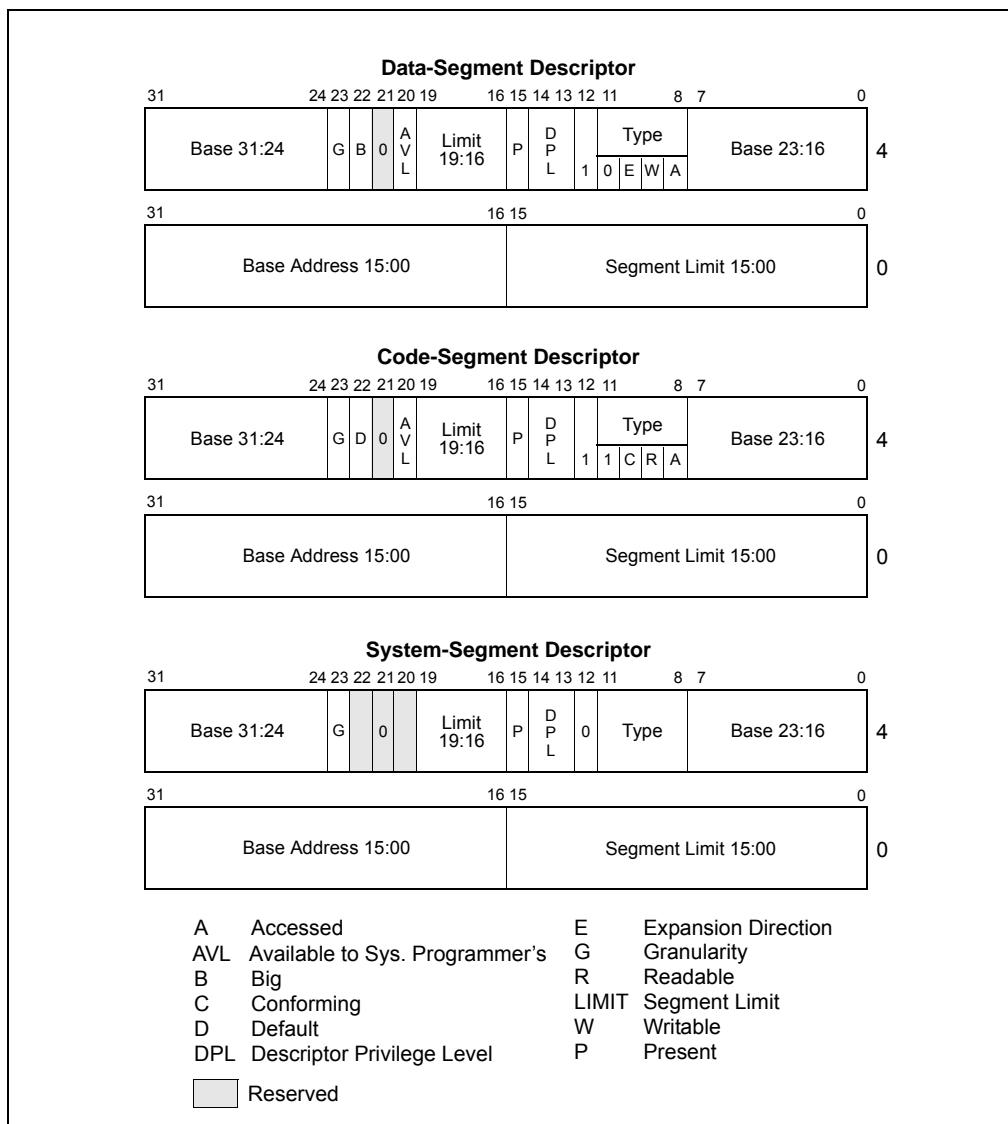 Data-Segment Descriptor
31 24 23 22 21 20 19 16 15 14 13 12 11 8 7 0
Base 31:24 G B 0 A V L Limit 19:16 P D P L 1 Type 0 E W A Base 23:16 4
31 16 15 0
Base Address 15:00 Segment Limit 15:00 0
Code-Segment Descriptor
31 24 23 22 21 20 19 16 15 14 13 12 11 8 7 0
Base 31:24 G D 0 A V L Limit 19:16 P D P L 1 Type 1 C R A Base 23:16 4
31 16 15 0
Base Address 15:00 Segment Limit 15:00 0
System-Segment Descriptor
31 24 23 22 21 20 19 16 15 14 13 12 11 8 7 0
Base 31:24 G 0 Limit 19:16 P D P L 0 Type Base 23:16 4
31 16 15 0
Base Address 15:00 Segment Limit 15:00 0
A Accessed
AVL Available to Sys. Programmer's
B Big
C Conforming
D Default
DPL Descriptor Privilege Level
Reserved
E Expansion Direction
G Granularity
R Readable
LIMIT Segment Limit
W Writable
P Present